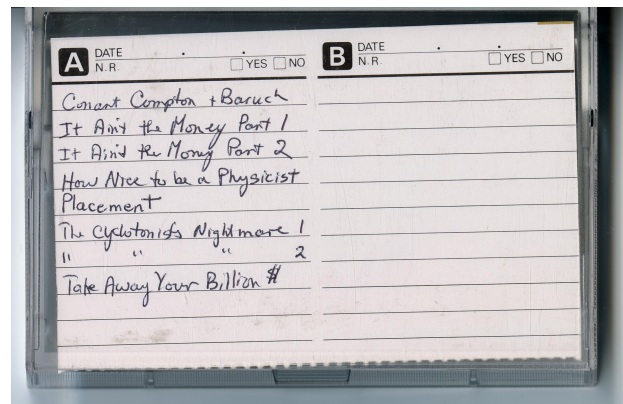 A DATE . .
N.R. YES NO
B DATE . .
N.R. YES NO
Conant Compton + Baruch
It Ain't the Money Part 1
It Ain't the Money Part 2
How Nice to be a Physicist
Placement
The Cyclotonist's Nightmare 1
" " " 2
Take Away Your Billion $